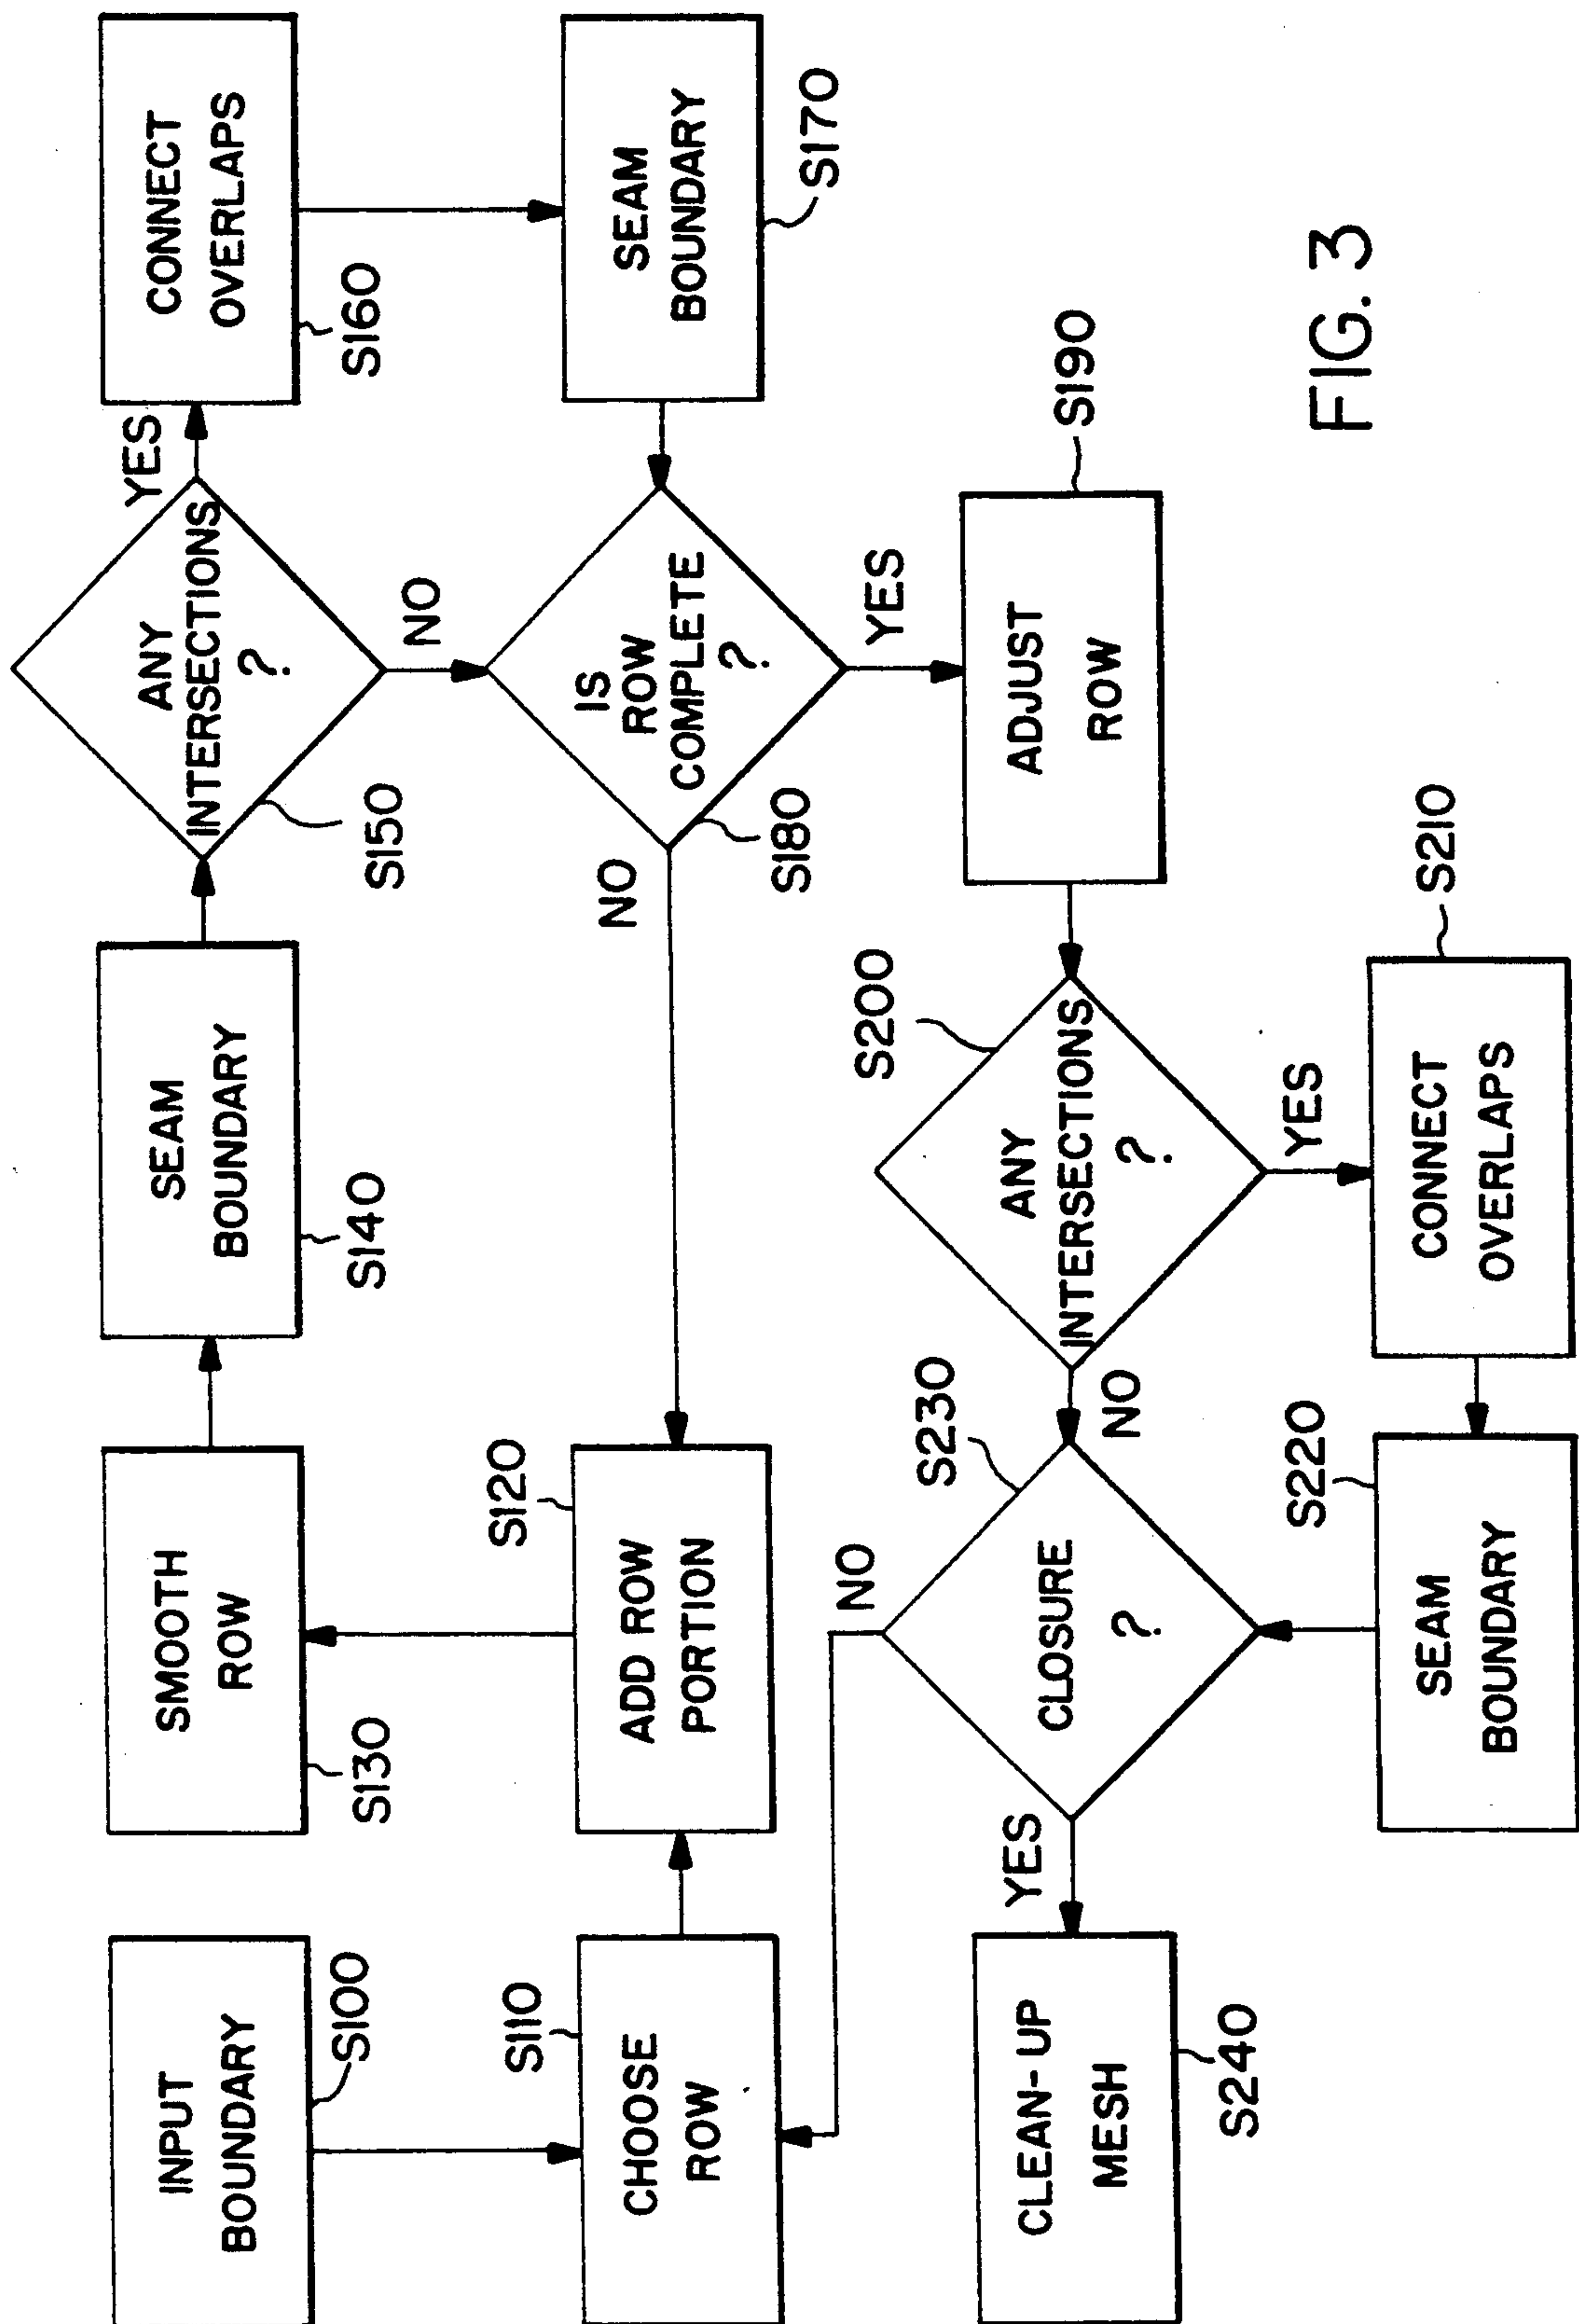 INPUT
BOUNDARY
S100
SMOOTH
ROW
S130
SEAM
BOUNDARY
S140
ANY
INTERSECTIONS
?
S150
YES
NO
CONNECT
OVERLAPS
S160
CHOOSE
ROW
S110
ADD ROW
PORTION
S120
NO
IS
ROW
COMPLETE
?
S180
YES
SEAM
BOUNDARY
S170
CLEAN-UP
MESH
S240
YES
CLOSURE
?
S230
NO
NO
ANY
INTERSECTIONS
?
S200
YES
ADJUST
ROW
S190
SEAM
BOUNDARY
S220
CONNECT
OVERLAPS
S210
FIG. 3